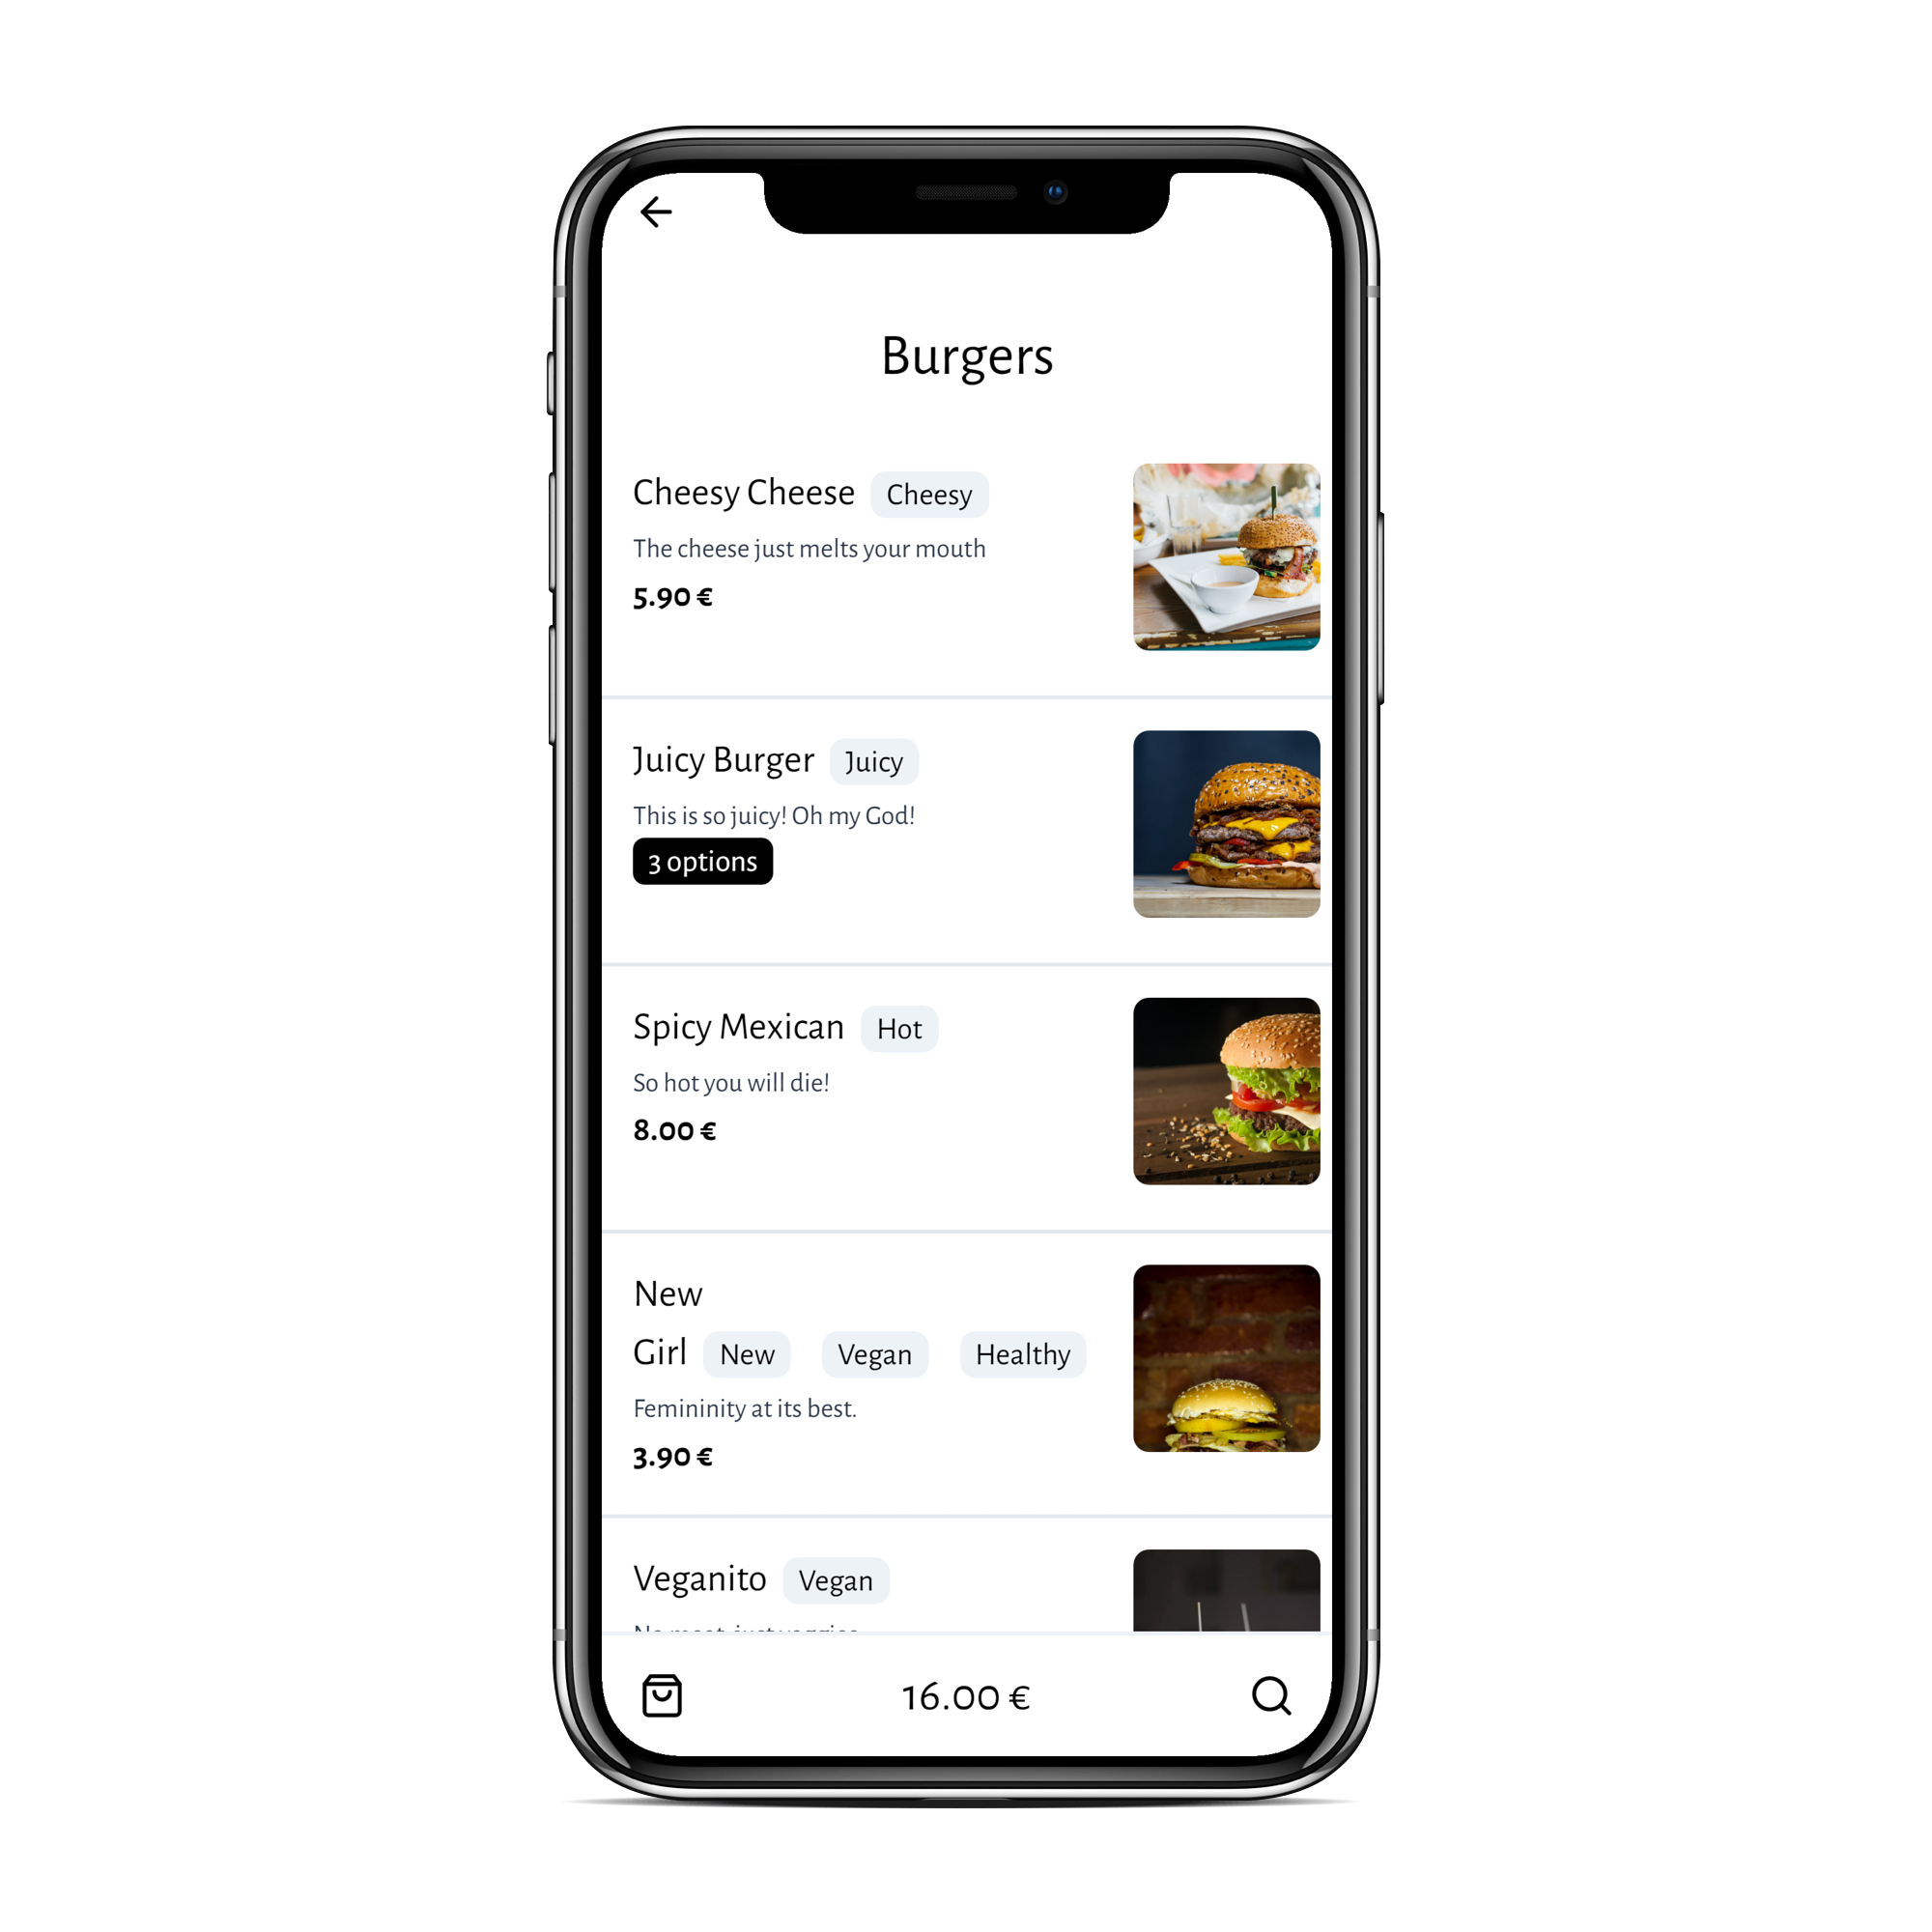 Burgers
Cheesy Cheese Cheesy
The cheese just melts your mouth
5.90 €
Juicy Burger Juicy
This is so juicy! Oh my God!
3 options
Spicy Mexican Hot
So hot you will die!
8.00 €
New
Girl New Vegan Healthy
Femininity at its best.
3.90 €
Veganito Vegan
16.00 €